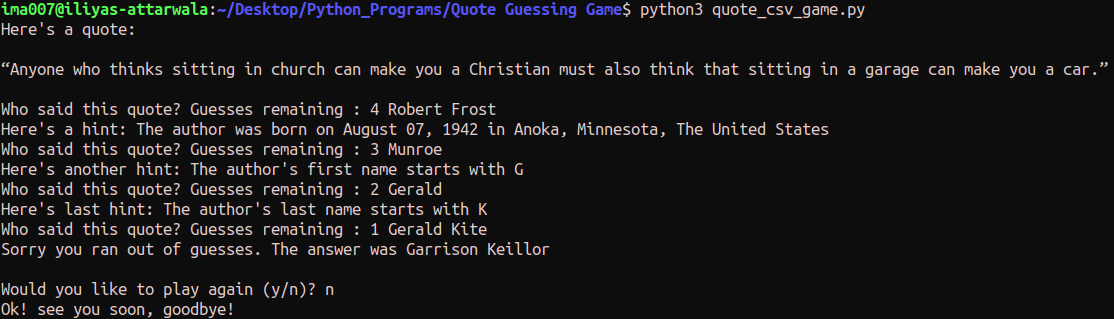 ima007@iliyas-attarwala:~/Desktop/Python_Programs/Quote Guessing Game$ python3 quote_csv_game.py
Here's a quote:
“Anyone who thinks sitting in church can make you a Christian must also think that sitting in a garage can make you a car.”
Who said this quote? Guesses remaining : 4 Robert Frost
Here's a hint: The author was born on August 07, 1942 in Anoka, Minnesota, The United States
Who said this quote? Guesses remaining : 3 Munroe
Here's another hint: The author's first name starts with G
Who said this quote? Guesses remaining : 2 Gerald
Here's last hint: The author's last name starts with K
Who said this quote? Guesses remaining : 1 Gerald Kite
Sorry you ran out of guesses. The answer was Garrison Keillor
Would you like to play again (y/n)? n
Ok! see you soon, goodbye!